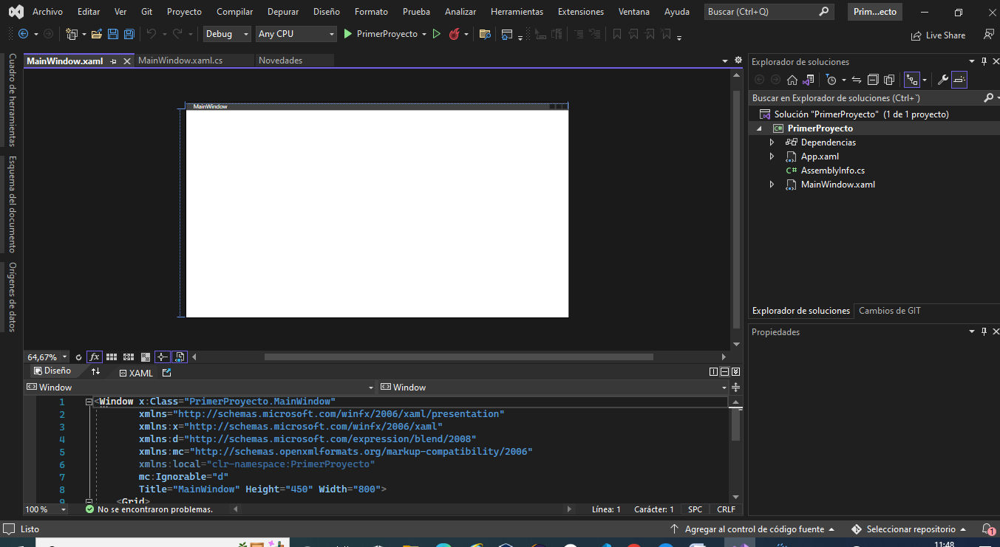 Archivo Editar Ver Git Proyecto Compilar Depurar Diseño Formato Prueba Analizar Herramientas Extensiones Ventana Ayuda Buscar (Ctrl+Q) Prim...ecto
Debug Any CPU PrimerProyecto Live Share
Cuadro de herramientas
Esquema del documento
Orígenes de datos
MainWindow.xaml MainWindow.xaml.cs Novedades
MainWindow
64,67% fx
Diseño XAML
Window Window
1 <Window x:Class="PrimerProyecto.MainWindow"
2 xmlns="http://schemas.microsoft.com/winfx/2006/xaml/presentation"
3 xmlns:x="http://schemas.microsoft.com/winfx/2006/xaml"
4 xmlns:d="http://schemas.microsoft.com/expression/blend/2008"
5 xmlns:mc="http://schemas.openxmlformats.org/markup-compatibility/2006"
6 xmlns:local="clr-namespace:PrimerProyecto"
7 mc:Ignorable="d"
8 Title="MainWindow" Height="450" Width="800">
9 <Grid>
100 % No se encontraron problemas. Línea: 1 Carácter: 1 SPC CRLF
Explorador de soluciones
Buscar en Explorador de soluciones (Ctrl+`)
Solución "PrimerProyecto" (1 de 1 proyecto)
C# PrimerProyecto
Dependencias
App.xaml
C# AssemblyInfo.cs
MainWindow.xaml
Explorador de soluciones Cambios de GIT
Propiedades
Listo Agregar al control de código fuente Seleccionar repositorio 1
11:48